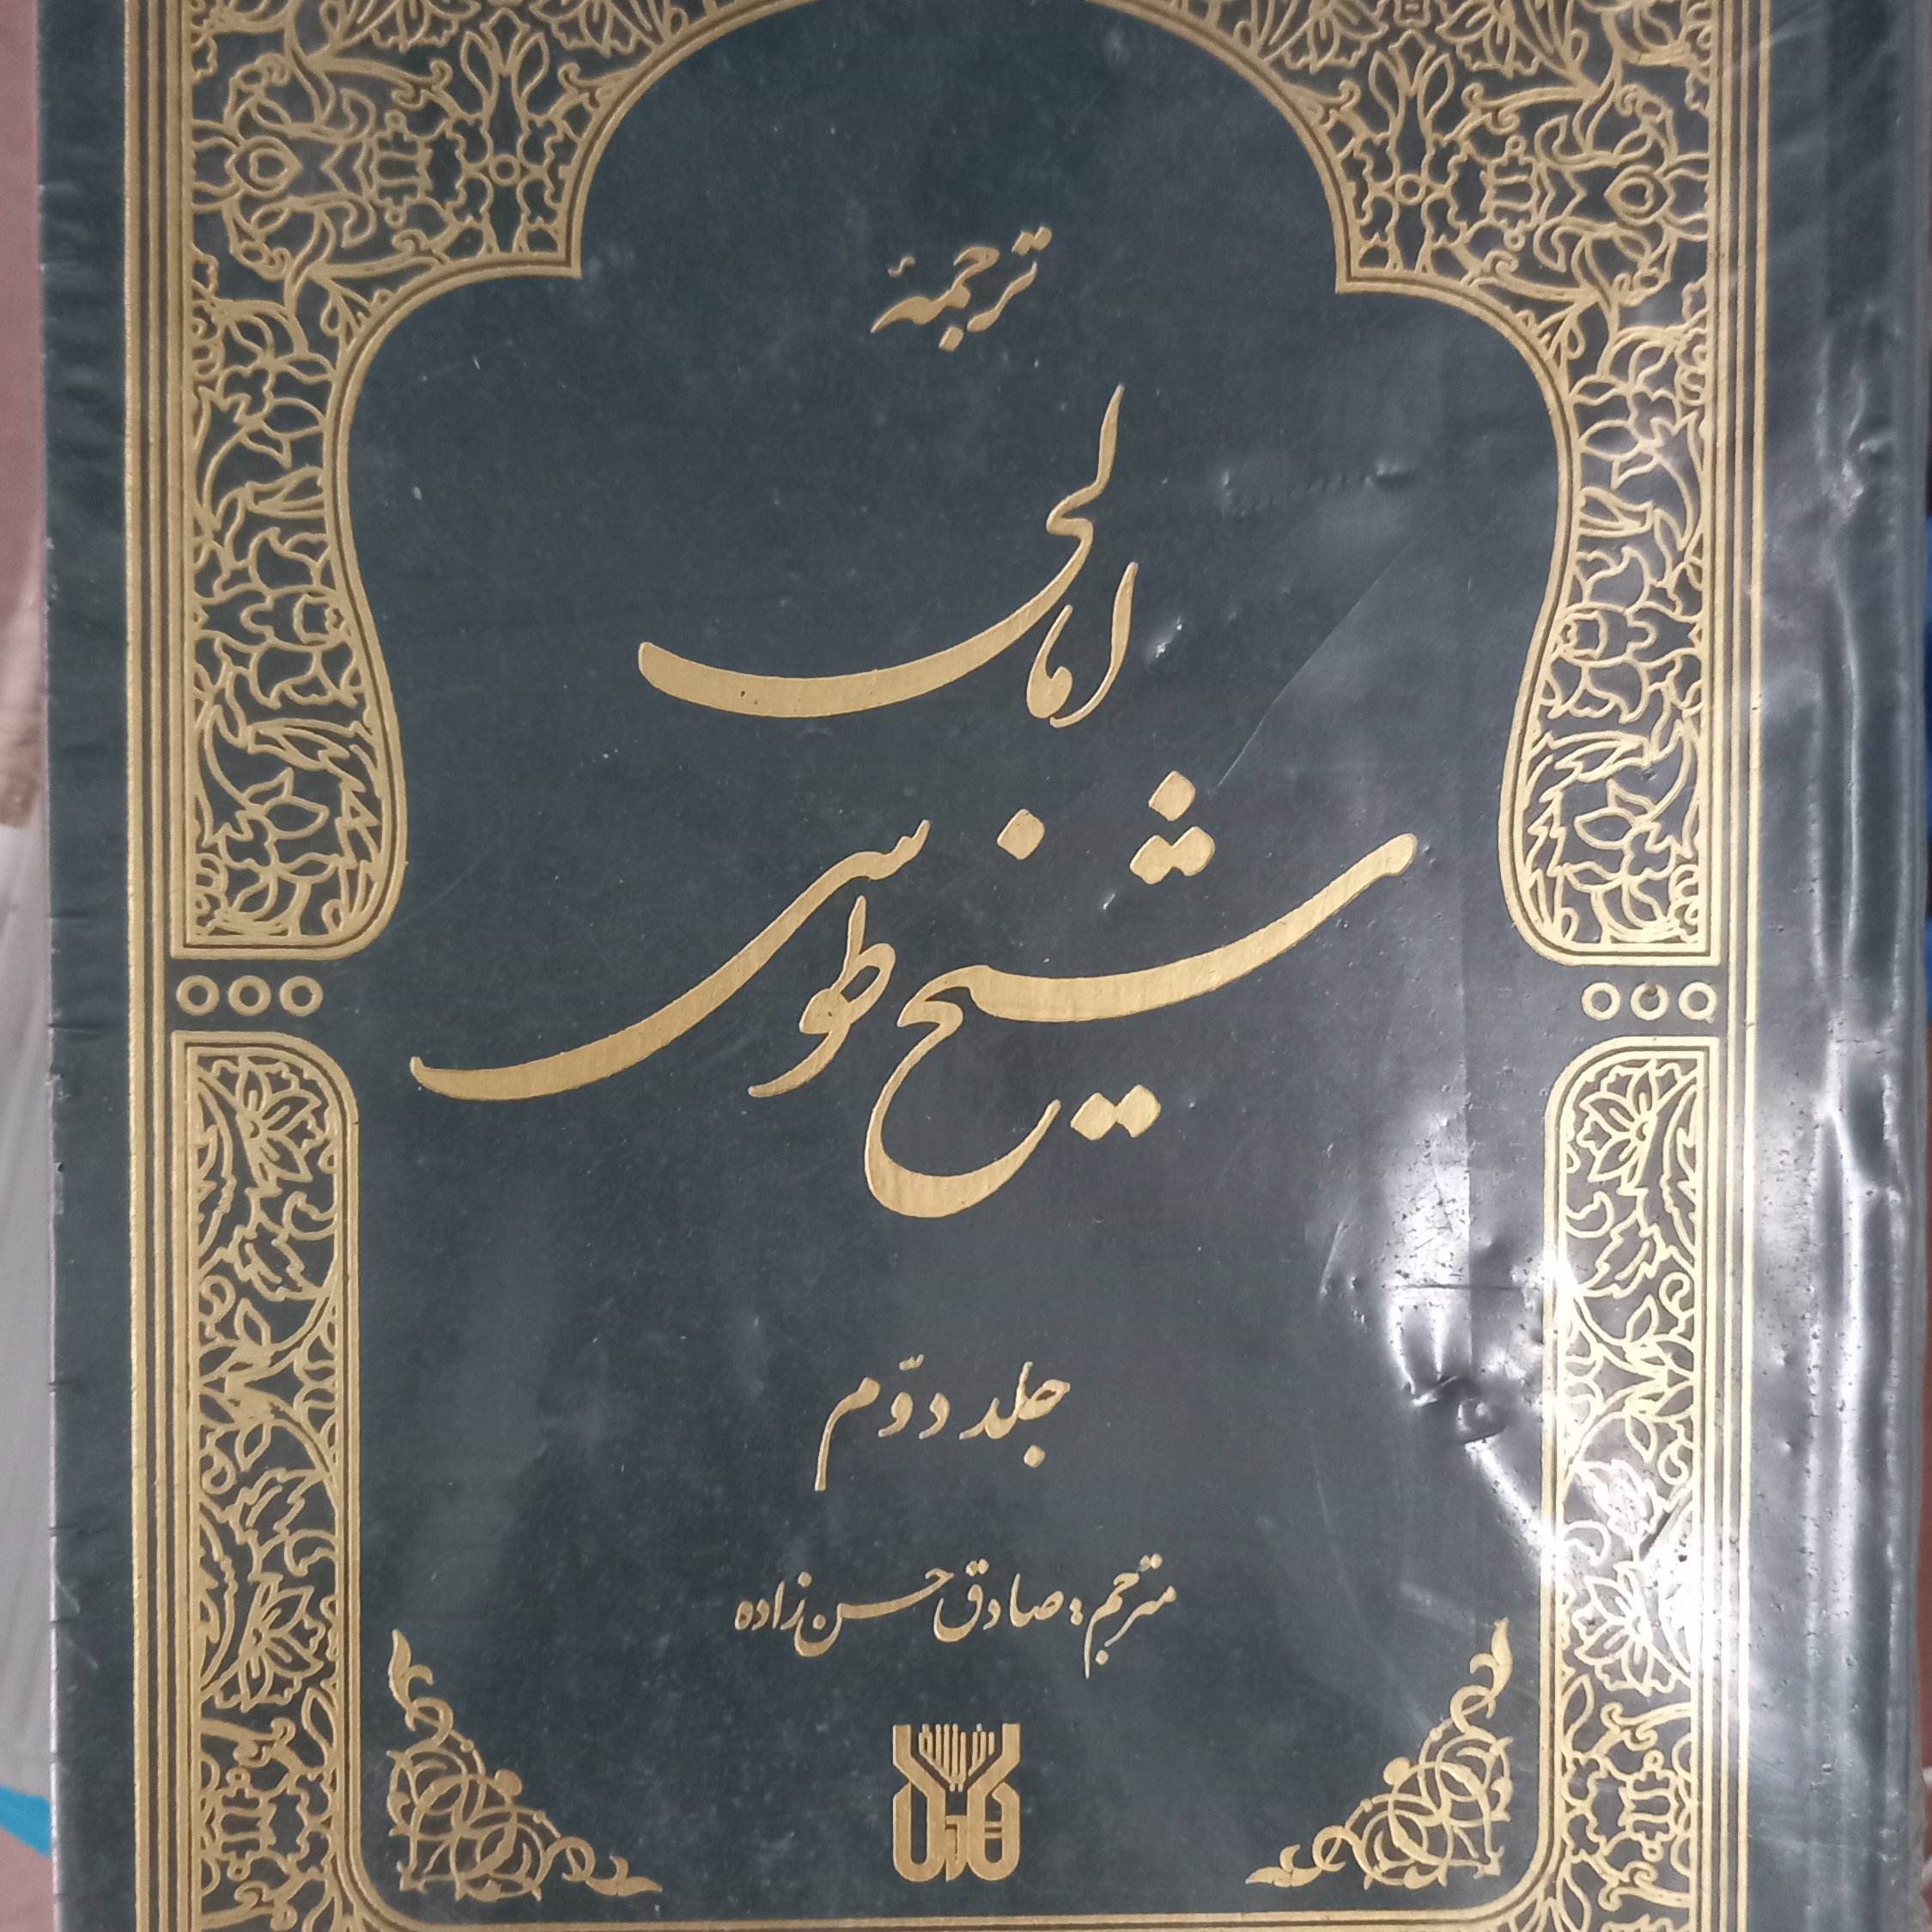 ترجمهٔ
امالی
شیخ طوسی
جلد دوّم
مترجم: صادق حسن‌زاده